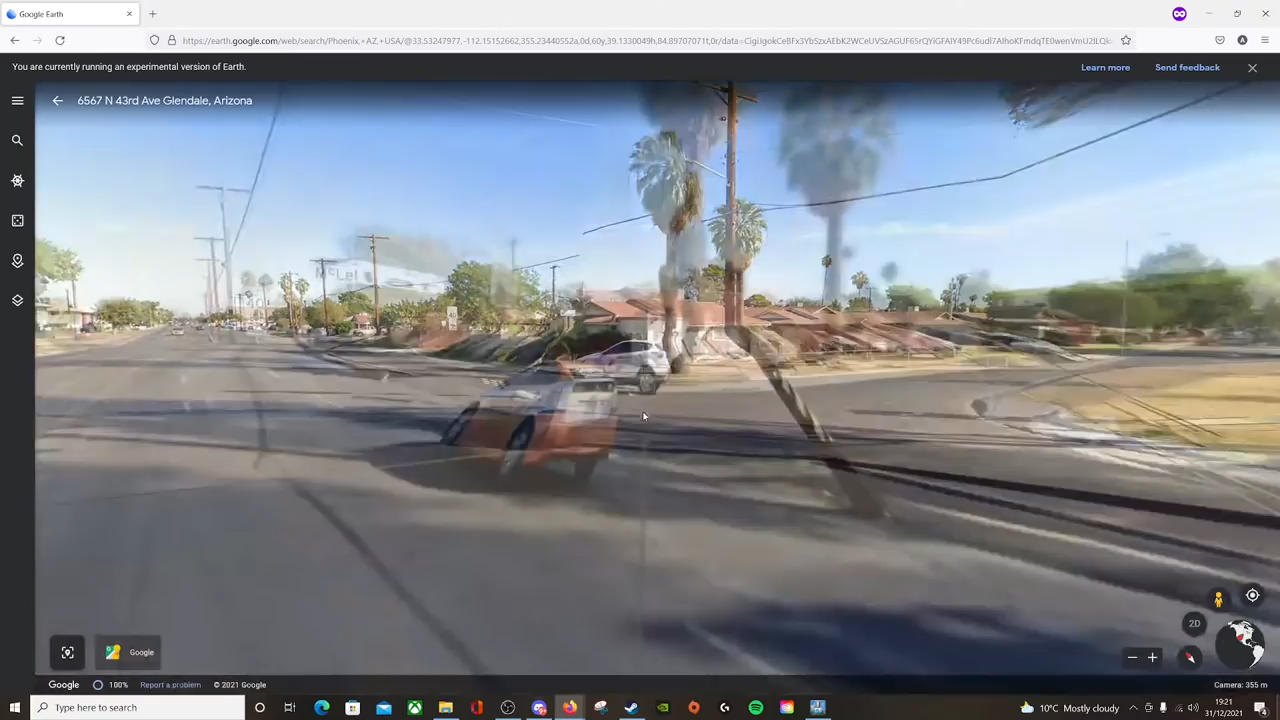 Google Earth
https://earth.google.com/web/search/Phoenix,+AZ,+USA/@33.53247977,-112.15152662,355.23440552a,0d,60y,39.1330049h,84.89707071t,0r/data=
You are currently running an experimental version of Earth.
Learn more
Send feedback
6567 N 43rd Ave Glendale, Arizona
2D
Google
Google
100%
Report a problem
© 2021 Google
Camera: 355 m
Type here to search
10°C Mostly cloudy
19:21
31/12/2021